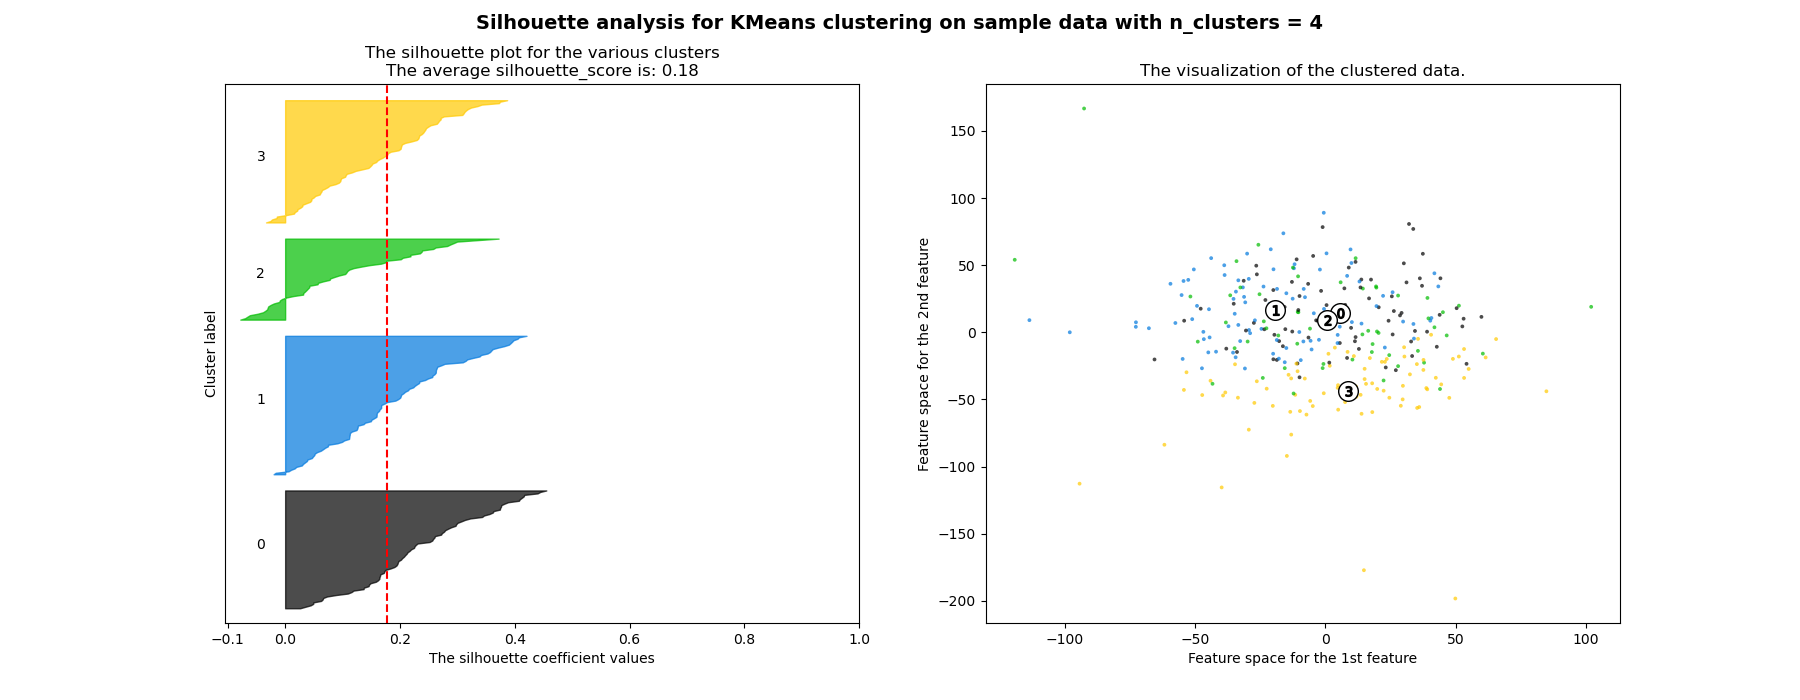 Silhouette analysis for KMeans clustering on sample data with n_clusters = 4
The silhouette plot for the various clusters
The average silhouette_score is: 0.18
Cluster label
3
2
1
0
−0.1 0.0 0.2 0.4 0.6 0.8 1.0
The silhouette coefficient values
The visualization of the clustered data.
Feature space for the 2nd feature
150
100
50
0
−50
−100
−150
−200
1
0
2
3
−100 −50 0 50 100
Feature space for the 1st feature